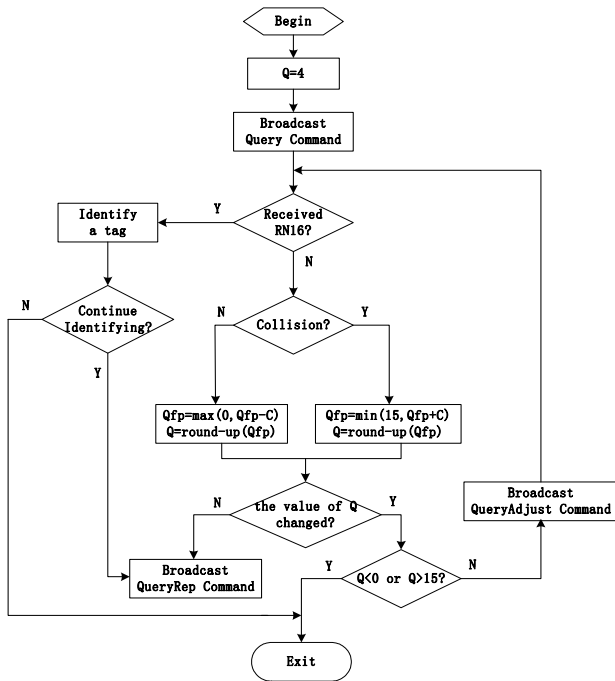 Begin
Q=4
Broadcast
Query Command
Received
RN16?
Y
N
Identify
a tag
Continue
Identifying?
N
Y
Collision?
N
Y
Qfp=max(0,Qfp-C)
Q=round-up(Qfp)
Qfp=min(15,Qfp+C)
Q=round-up(Qfp)
the value of Q
changed?
N
Y
Broadcast
QueryRep Command
Q<0 or Q>15?
Y
N
Broadcast
QueryAdjust Command
Exit